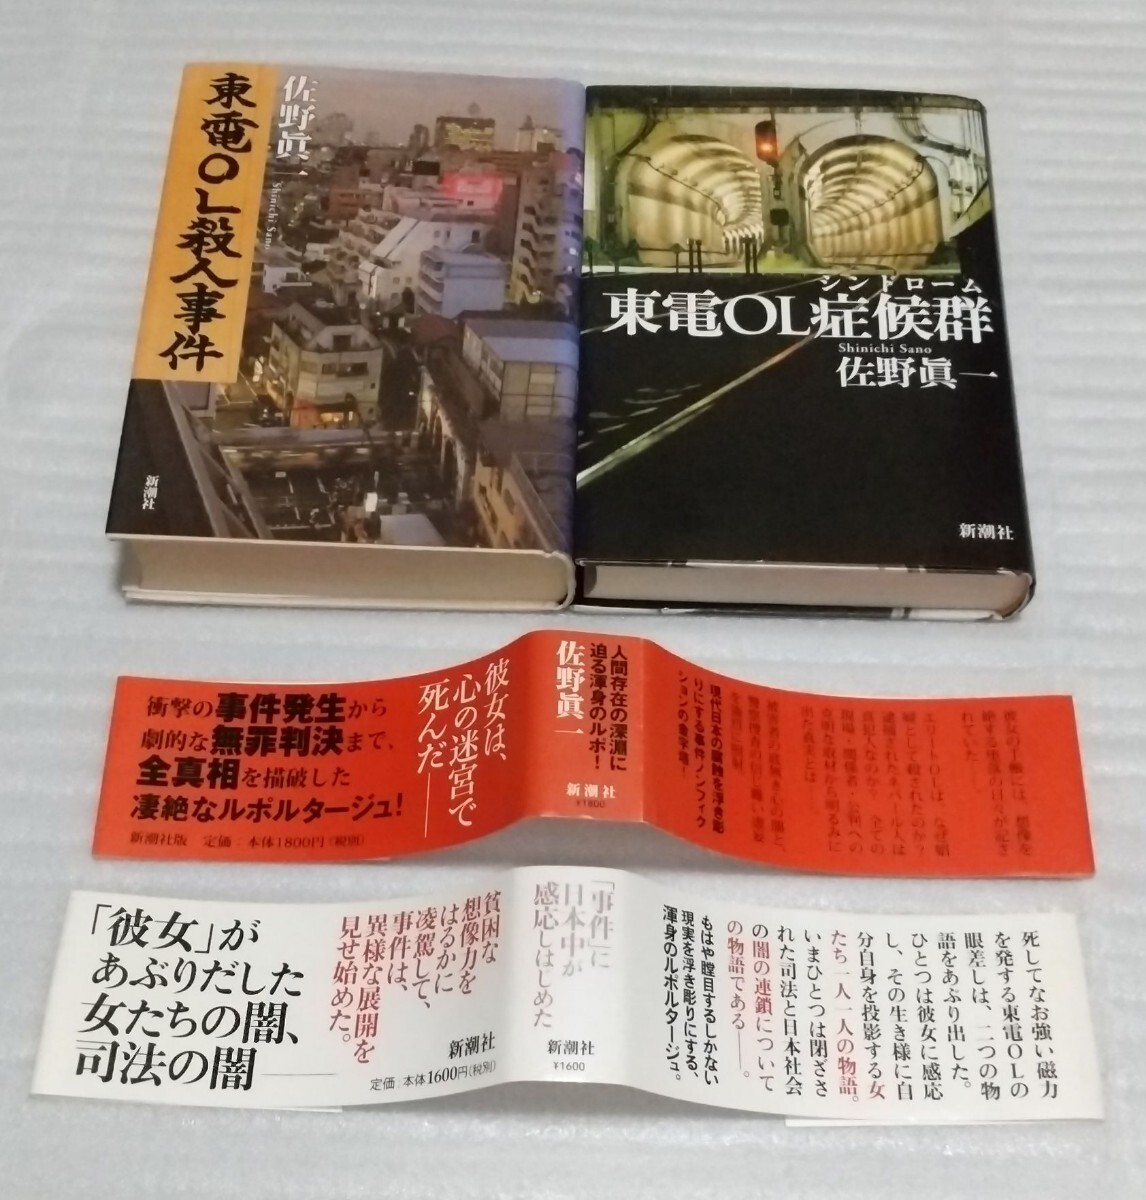 東電OL殺人事件
佐野眞一
Shinichi Sano
新潮社
シンドローム
東電OL症候群
Shinichi Sano
佐野眞一
新潮社
衝撃の事件発生から
劇的な無罪判決まで、
全真相を描破した
凄絶なルポルタージュ!
新潮社版 定価:本体1800円(税別)
彼女は、
心の迷宮で
死んだ──
人間存在の深淵に
迫る渾身のルポ!
佐野眞一
新潮社
¥1800
現代日本の腐蝕を浮き彫
りにする事件ノンフィク
ションの金字塔!
「彼女」が
あぶりだした
女たちの闇、
司法の闇──
貧困な
想像力を
はるかに
凌駕して、
事件は、
異様な展開を
見せ始めた。
新潮社
定価:本体1600円(税別)
「事件」に
日本中が
感応しはじめた
新潮社
¥1600
死してなお強い磁力
を発する東電OLの
眼差しは、二つの物
語をあぶり出した。
ひとつは彼女に感応
し、その生き様に自
分自身を投影する女
たち一人一人の物語。
いまひとつは閉ざさ
れた司法と日本社会
の闇の連鎖について
の物語である──。
もはや瞠目するしかない
現実を浮き彫りにする、
渾身のルポルタージュ。